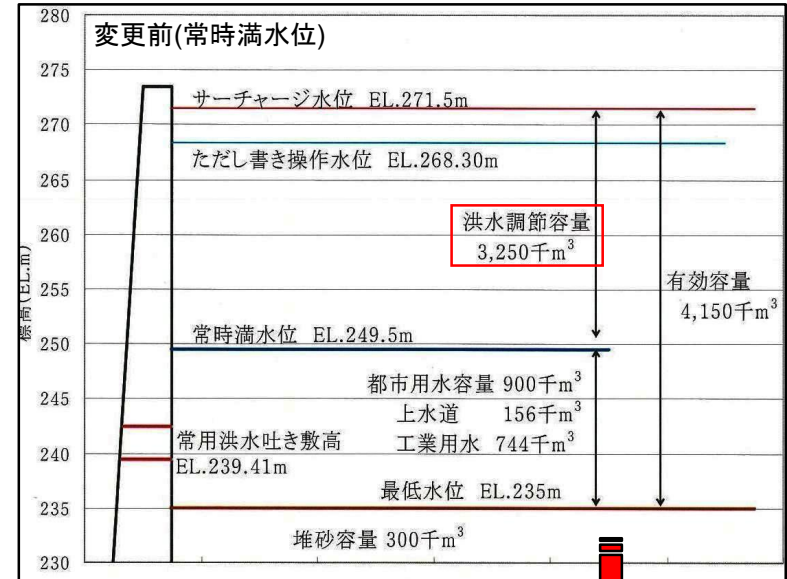 変更前(常時満水位)
280
275
270
265
260
255
250
245
240
235
230
標高(EL.m)
サーチャージ水位 EL.271.5m
ただし書き操作水位 EL.268.30m
洪水調節容量
3,250千m³
有効容量
4,150千m³
常時満水位 EL.249.5m
都市用水容量 900千m³
上水道 156千m³
工業用水 744千m³
常用洪水吐き敷高
EL.239.41m
最低水位 EL.235m
堆砂容量 300千m³